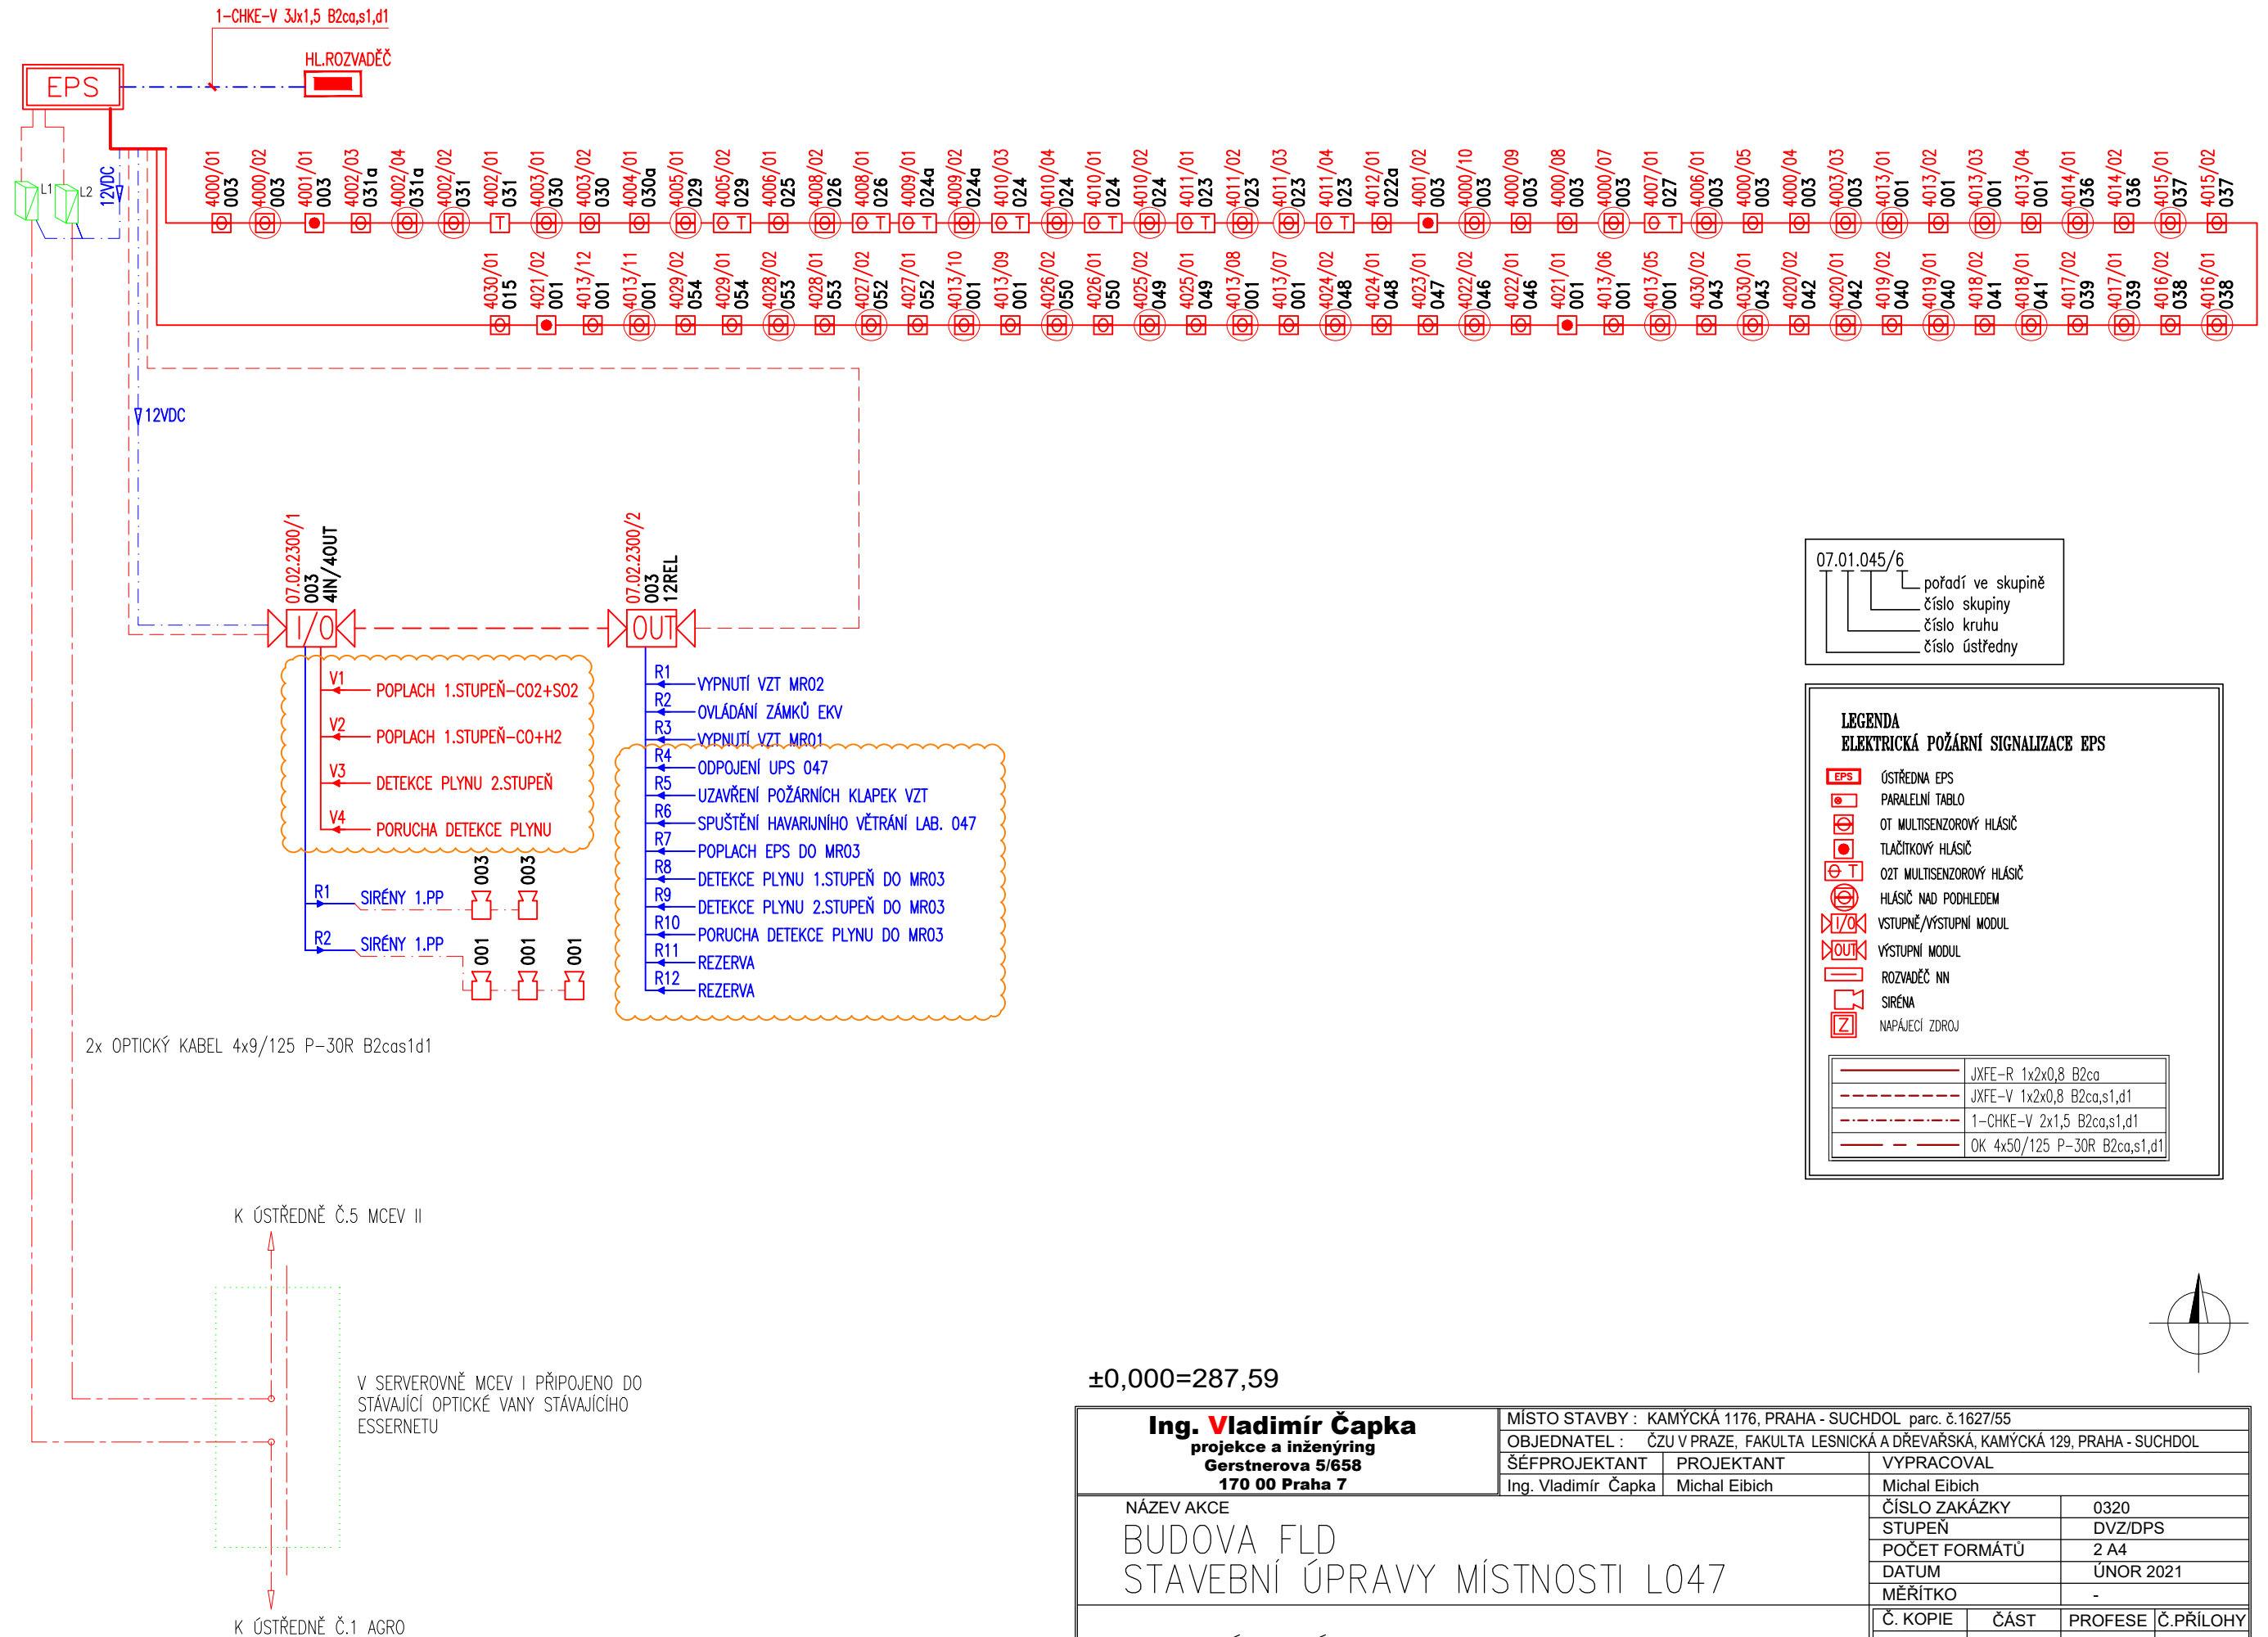 1-CHKE-V 3Jx1,5 B2ca,s1,d1
HL.ROZVADĚČ
EPS
L1
L2
12VDC
4000/01 003
4000/02 003
4001/01 003
4002/03 031a
4002/04 031a
4002/02 031
4002/01 031
4003/01 030
4003/02 030
4004/01 030a
4005/01 029
4005/02 029
4006/01 025
4008/02 026
4008/01 026
4009/01 024a
4009/02 024a
4010/03 024
4010/04 024
4010/01 024
4010/02 024
4011/01 023
4011/02 023
4011/03 023
4011/04 023
4012/01 022a
4001/02 003
4000/10 003
4000/09 003
4000/08 003
4000/07 003
4007/01 027
4006/01 003
4000/05 003
4000/04 003
4003/03 003
4013/01 001
4013/02 001
4013/03 001
4013/04 001
4014/01 036
4014/02 036
4015/01 037
4015/02 037
T
Θ T
Θ T
Θ T
Θ T
Θ T
Θ T
Θ T
Θ T
4030/01 015
4021/02 001
4013/12 001
4013/11 001
4029/02 054
4029/01 054
4028/02 053
4028/01 053
4027/02 052
4027/01 052
4013/10 001
4013/09 001
4026/02 050
4026/01 050
4025/02 049
4025/01 049
4013/08 001
4013/07 001
4024/02 048
4024/01 048
4023/01 047
4022/02 046
4022/01 046
4021/01 001
4013/06 001
4013/05 001
4030/02 043
4030/01 043
4020/02 042
4020/01 042
4019/02 040
4019/01 040
4018/02 041
4018/01 041
4017/02 039
4017/01 039
4016/02 038
4016/01 038
12VDC
07.02.2300/1
003
4IN/4OUT
I/O
07.02.2300/2
003
12REL
OUT
V1 POPLACH 1.STUPEŇ-CO2+SO2
V2 POPLACH 1.STUPEŇ-CO+H2
V3 DETEKCE PLYNU 2.STUPEŇ
V4 PORUCHA DETEKCE PLYNU
R1 SIRÉNY 1.PP
003
003
R2 SIRÉNY 1.PP
001
001
001
R1 VYPNUTÍ VZT MR02
R2 OVLÁDÁNÍ ZÁMKŮ EKV
R3 VYPNUTÍ VZT MR01
R4 ODPOJENÍ UPS 047
R5 UZAVŘENÍ POŽÁRNÍCH KLAPEK VZT
R6 SPUŠTĚNÍ HAVARIJNÍHO VĚTRÁNÍ LAB. 047
R7 POPLACH EPS DO MR03
R8 DETEKCE PLYNU 1.STUPEŇ DO MR03
R9 DETEKCE PLYNU 2.STUPEŇ DO MR03
R10 PORUCHA DETEKCE PLYNU DO MR03
R11 REZERVA
R12 REZERVA
07.01.045/6
pořadí ve skupině
číslo skupiny
číslo kruhu
číslo ústředny
LEGENDA
ELEKTRICKÁ POŽÁRNÍ SIGNALIZACE EPS
EPS ÚSTŘEDNA EPS
PARALELNÍ TABLO
OT MULTISENZOROVÝ HLÁSIČ
TLAČÍTKOVÝ HLÁSIČ
Θ T O2T MULTISENZOROVÝ HLÁSIČ
HLÁSIČ NAD PODHLEDEM
I/O VSTUPNĚ/VÝSTUPNÍ MODUL
OUT VÝSTUPNÍ MODUL
ROZVADĚČ NN
SIRÉNA
Z NAPÁJECÍ ZDROJ
JXFE-R 1x2x0,8 B2ca
JXFE-V 1x2x0,8 B2ca,s1,d1
1-CHKE-V 2x1,5 B2ca,s1,d1
OK 4x50/125 P-30R B2ca,s1,d1
2x OPTICKÝ KABEL 4x9/125 P-30R B2cas1d1
K ÚSTŘEDNĚ Č.5 MCEV II
V SERVEROVNĚ MCEV I PŘIPOJENO DO
STÁVAJÍCÍ OPTICKÉ VANY STÁVAJÍCÍHO
ESSERNETU
K ÚSTŘEDNĚ Č.1 AGRO
±0,000=287,59
Ing. Vladimír Čapka
projekce a inženýring
Gerstnerova 5/658
170 00 Praha 7
MÍSTO STAVBY : KAMÝCKÁ 1176, PRAHA - SUCHDOL parc. č.1627/55
OBJEDNATEL : ČZU V PRAZE, FAKULTA LESNICKÁ A DŘEVAŘSKÁ, KAMÝCKÁ 129, PRAHA - SUCHDOL
ŠÉFPROJEKTANT PROJEKTANT VYPRACOVAL
Ing. Vladimír Čapka Michal Eibich Michal Eibich
NÁZEV AKCE
BUDOVA FLD
STAVEBNÍ ÚPRAVY MÍSTNOSTI L047
ČÍSLO ZAKÁZKY 0320
STUPEŇ DVZ/DPS
POČET FORMÁTŮ 2 A4
DATUM ÚNOR 2021
MĚŘÍTKO -
Č. KOPIE ČÁST PROFESE Č.PŘÍLOHY